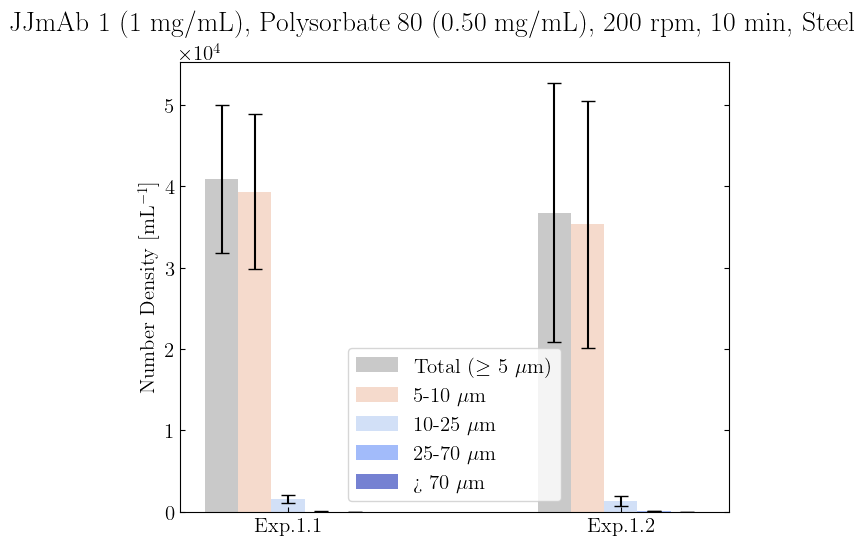 JJmAb 1 (1 mg/mL), Polysorbate 80 (0.50 mg/mL), 200 rpm, 10 min, Steel
×10⁴
5
4
3
2
1
0
Number Density [mL⁻¹]
Total (≥ 5 μm)
5-10 μm
10-25 μm
25-70 μm
¿ 70 μm
Exp.1.1
Exp.1.2